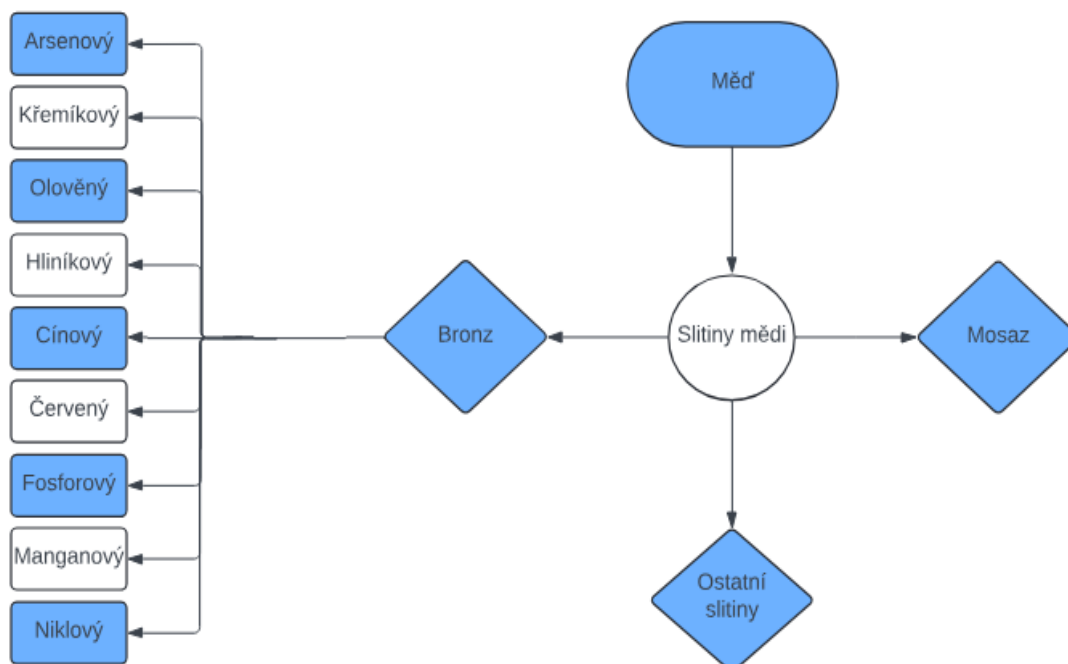 Arsenový
Křemíkový
Olověný
Hliníkový
Cínový
Červený
Fosforový
Manganový
Niklový
Bronz
Měď
Slitiny mědi
Mosaz
Ostatní
slitiny